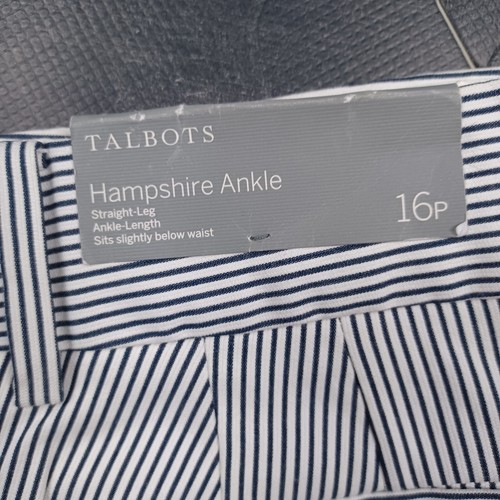 TALBOTS
Hampshire Ankle
Straight-Leg
Ankle-Length
Sits slightly below waist
16P